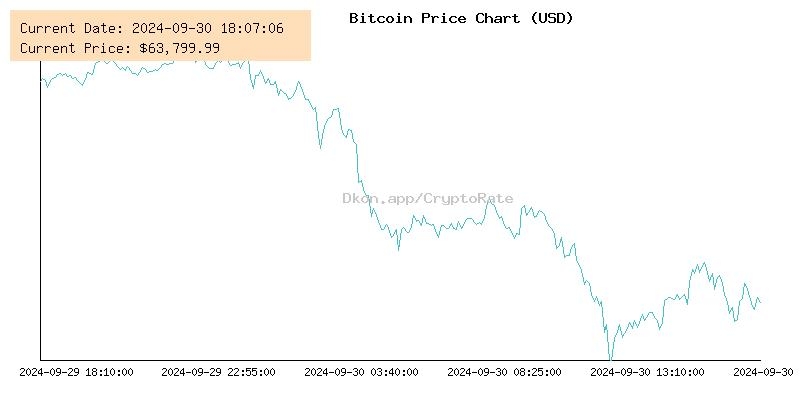 Bitcoin Price Chart (USD)
Current Date: 2024-09-30 18:07:06
Current Price: $63,799.99
Dkon.app/CryptoRate
2024-09-29 18:10:00 2024-09-29 22:55:00 2024-09-30 03:40:00 2024-09-30 08:25:00 2024-09-30 13:10:00 2024-09-30